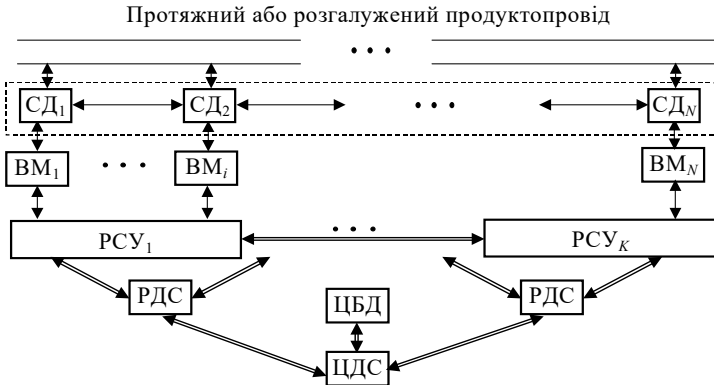 Протяжний або розгалужений продуктопровід
. . .
СД1 СД2 . . . СДN
ВМ1 . . . ВМi ВМN
. . .
РСУ1 РСУK
РДС РДС
ЦБД
ЦДС